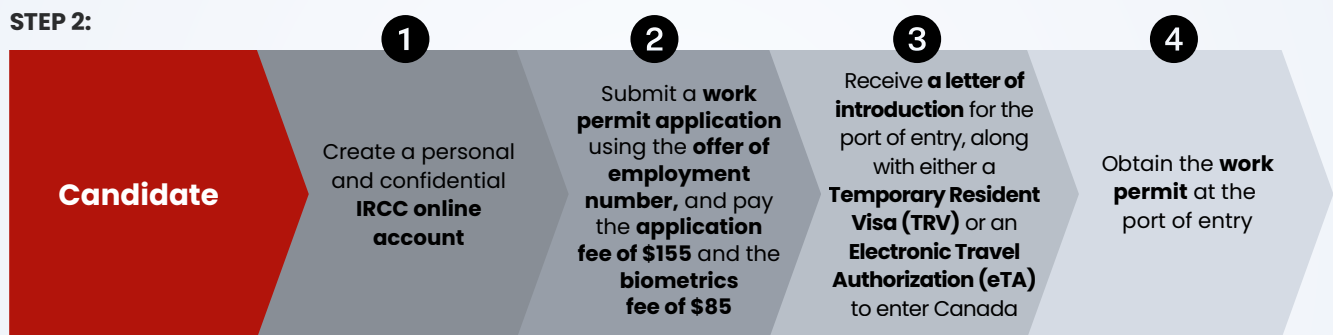 STEP 2:
Candidate
1
Create a personal
and confidential
IRCC online
account
2
Submit a work
permit application
using the offer of
employment
number, and pay
the application
fee of $155 and the
biometrics
fee of $85
3
Receive a letter of
introduction for the
port of entry, along
with either a
Temporary Resident
Visa (TRV) or an
Electronic Travel
Authorization (eTA)
to enter Canada
4
Obtain the work
permit at the
port of entry